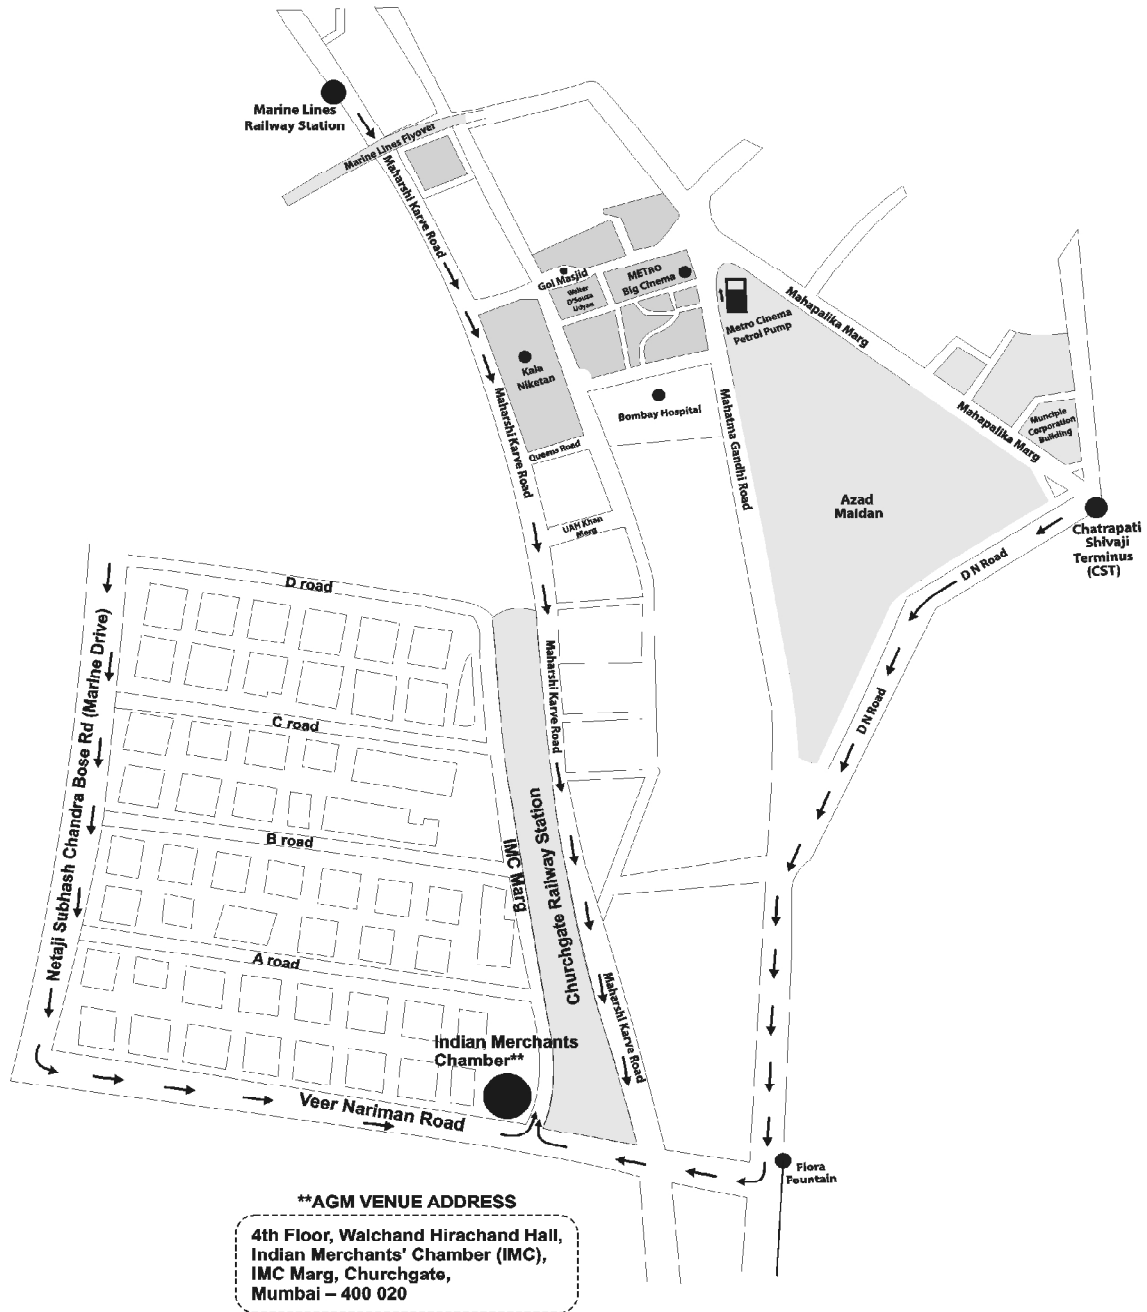 Marine Lines
Railway Station
Marine Lines Flyover
Maharshi Karve Road
Gol Masjid
Walter
D'Souza
Udyan
METRO
Big Cinema
Metro Cinema
Petrol Pump
Mahapalika Marg
Kala
Niketan
Bombay Hospital
Mahatma Gandhi Road
Mahapalika Marg
Munciple
Corporation
Building
Maharshi Karve Road
Queens Road
UAH Khan
Marg
Azad
Maidan
Chatrapati
Shivaji
Terminus
(CST)
D N Road
D N Road
D road
Netaji Subhash Chandra Bose Rd (Marine Drive)
C road
Maharshi Karve Road
B road
IMC Marg
Churchgate Railway Station
A road
Maharshi Karve Road
Indian Merchants
Chamber**
Veer Nariman Road
Flora
Fountain
**AGM VENUE ADDRESS
4th Floor, Walchand Hirachand Hall,
Indian Merchants' Chamber (IMC),
IMC Marg, Churchgate,
Mumbai – 400 020